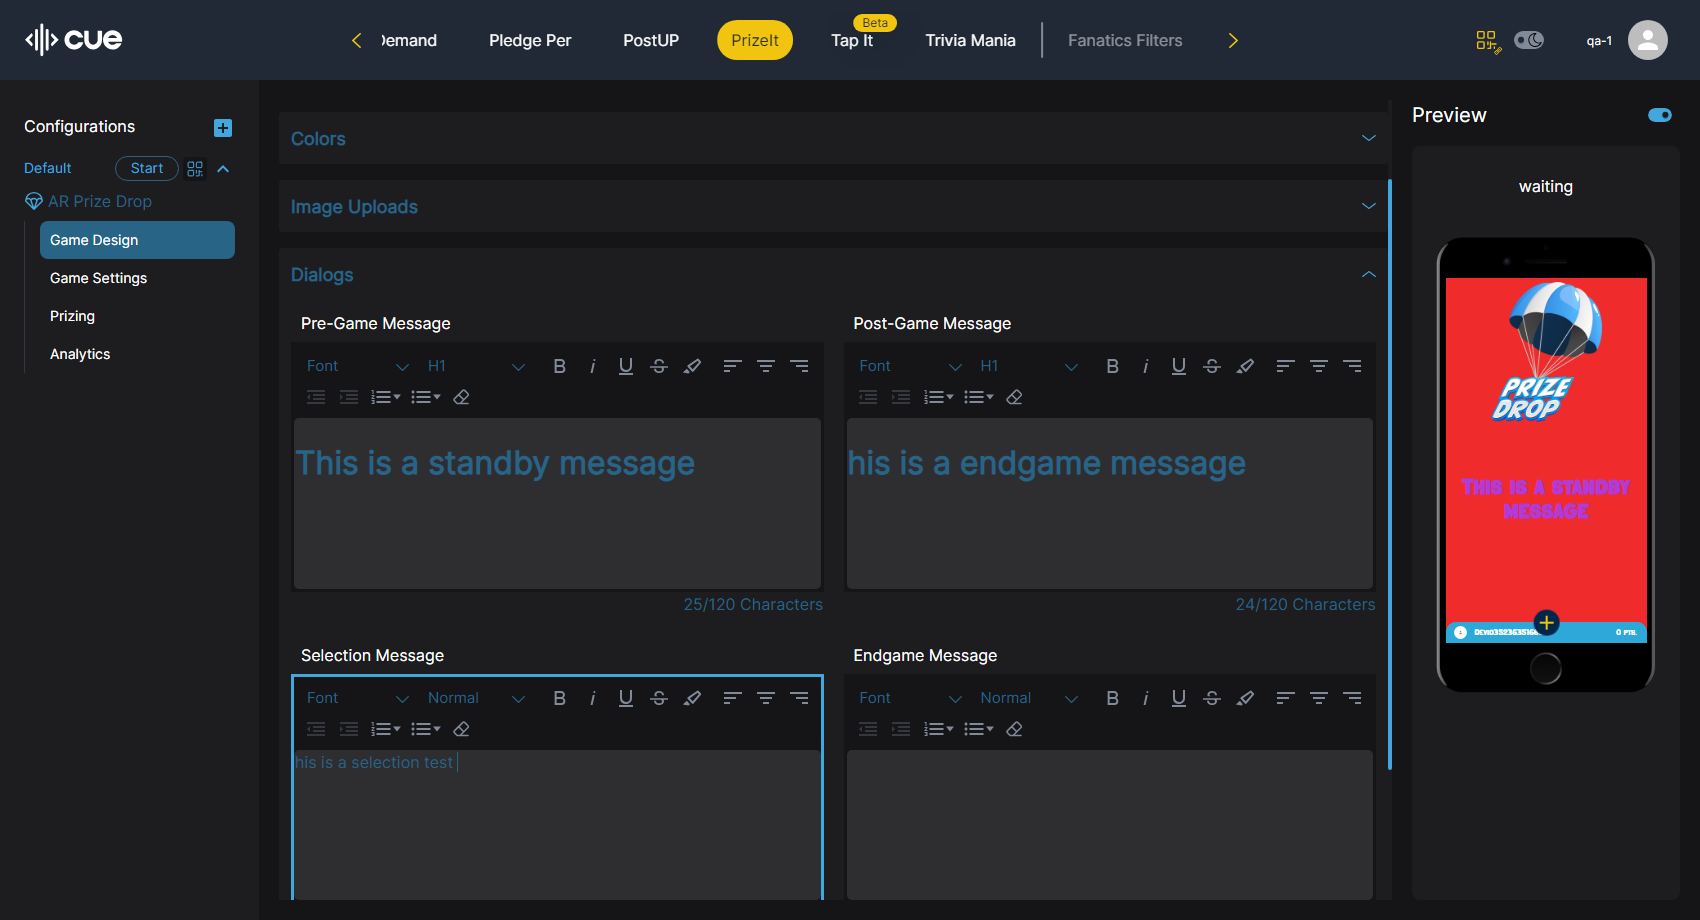 cue
Demand
Pledge Per
PostUP
PrizeIt
Beta
Tap It
Trivia Mania
Fanatics Filters
qa-1
Configurations
Default
Start
AR Prize Drop
Game Design
Game Settings
Prizing
Analytics
Colors
Image Uploads
Dialogs
Pre-Game Message
Font
H1
B
i
U
S
This is a standby message
25/120 Characters
Post-Game Message
Font
H1
B
i
U
S
his is a endgame message
24/120 Characters
Selection Message
Font
Normal
B
i
U
S
his is a selection test
Endgame Message
Font
Normal
B
i
U
S
Preview
waiting
PRIZE
DROP
This is a standby
message
0 PTS.